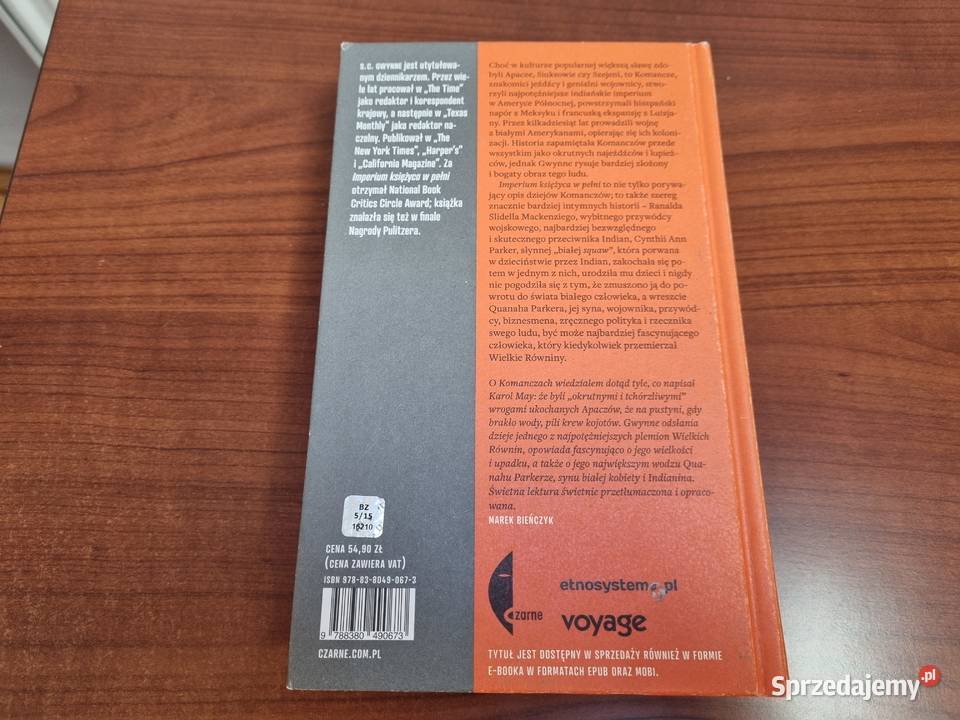 S.C. GWYNNE jest utytułowa-
nym dziennikarzem. Przez wie-
le lat pracował w „The Time”
jako redaktor i korespondent
krajowy, a następnie w „Texas
Monthly” jako redaktor na-
czelny. Publikował w „The
New York Times”, „Harper's”
i „California Magazine”. Za
Imperium księżyca w pełni
otrzymał National Book
Critics Circle Award; książka
znalazła się też w finale
Nagrody Pulitzera.
BZ
5/15
16210
CENA 54,90 ZŁ
(CENA ZAWIERA VAT)
ISBN 978-83-8049-067-3
9 788380 490673
CZARNE.COM.PL
Choć w kulturze popularnej większą sławę zdo-
byli Apacze, Siuksowie czy Szejeni, to Komancze,
znakomici jeźdźcy i genialni wojownicy, stwo-
rzyli najpotężniejsze indiańskie imperium
w Ameryce Północnej, powstrzymali hiszpański
napór z Meksyku i francuską ekspansję z Luizja-
ny. Przez kilkadziesiąt lat prowadzili wojnę
z białymi Amerykanami, opierając się ich koloni-
zacji. Historia zapamiętała Komanczów przede
wszystkim jako okrutnych najeźdźców i łupież-
ców, jednak Gwynne rysuje bardziej złożony
i bogaty obraz tego ludu.
Imperium księżyca w pełni to nie tylko porywa-
jący opis dziejów Komanczów; to także szereg
znacznie bardziej intymnych historii – Ranalda
Slidella Mackenziego, wybitnego przywódcy
wojskowego, najbardziej bezwzględnego
i skutecznego przeciwnika Indian, Cynthii Ann
Parker, słynnej „białej squaw”, która porwana
w dzieciństwie przez Indian, zakochała się po-
tem w jednym z nich, urodziła mu dzieci i nigdy
nie pogodziła się z tym, że zmuszono ją do po-
wrotu do świata białego człowieka, a wreszcie
Quanaha Parkera, jej syna, wojownika, przywód-
cy, biznesmena, zręcznego polityka i rzecznika
swego ludu, być może najbardziej fascynującego
człowieka, który kiedykolwiek przemierzał
Wielkie Równiny.
O Komanczach wiedziałem dotąd tyle, co napisał
Karol May: że byli „okrutnymi i tchórzliwymi”
wrogami ukochanych Apaczów, że na pustyni, gdy
brakło wody, pili krew kojotów. Gwynne odsłania
dzieje jednego z najpotężniejszych plemion Wielkich
Równin, opowiada fascynująco o jego wielkości
i upadku, a także o jego największym wodzu Qua-
nahu Parkerze, synu białej kobiety i Indianina.
Świetna lektura świetnie przetłumaczona i opraco-
wana.
MAREK BIEŃCZYK
czarne
etnosystem.pl
voyage
TYTUŁ JEST DOSTĘPNY W SPRZEDAŻY RÓWNIEŻ W FORMIE
E-BOOKA W FORMATACH EPUB ORAZ MOBI.
Sprzedajemy.pl